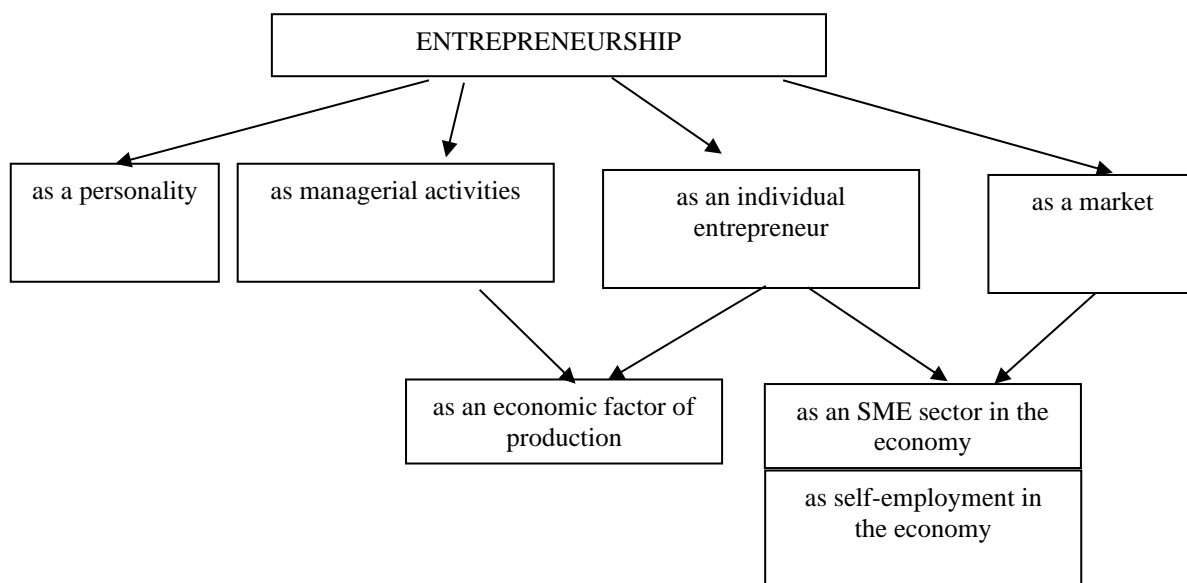 ENTREPRENEURSHIP
as a personality
as managerial activities
as an individual
entrepreneur
as a market
as an economic factor of
production
as an SME sector in the
economy
as self-employment in
the economy